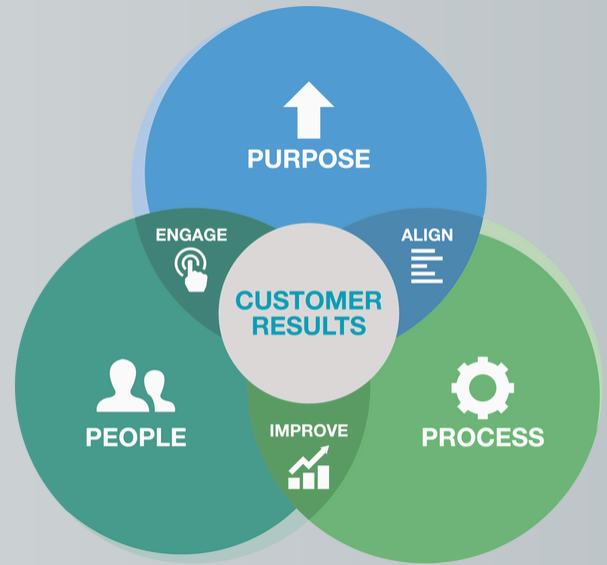 PURPOSE
ENGAGE
ALIGN
CUSTOMER
RESULTS
IMPROVE
PEOPLE
PROCESS